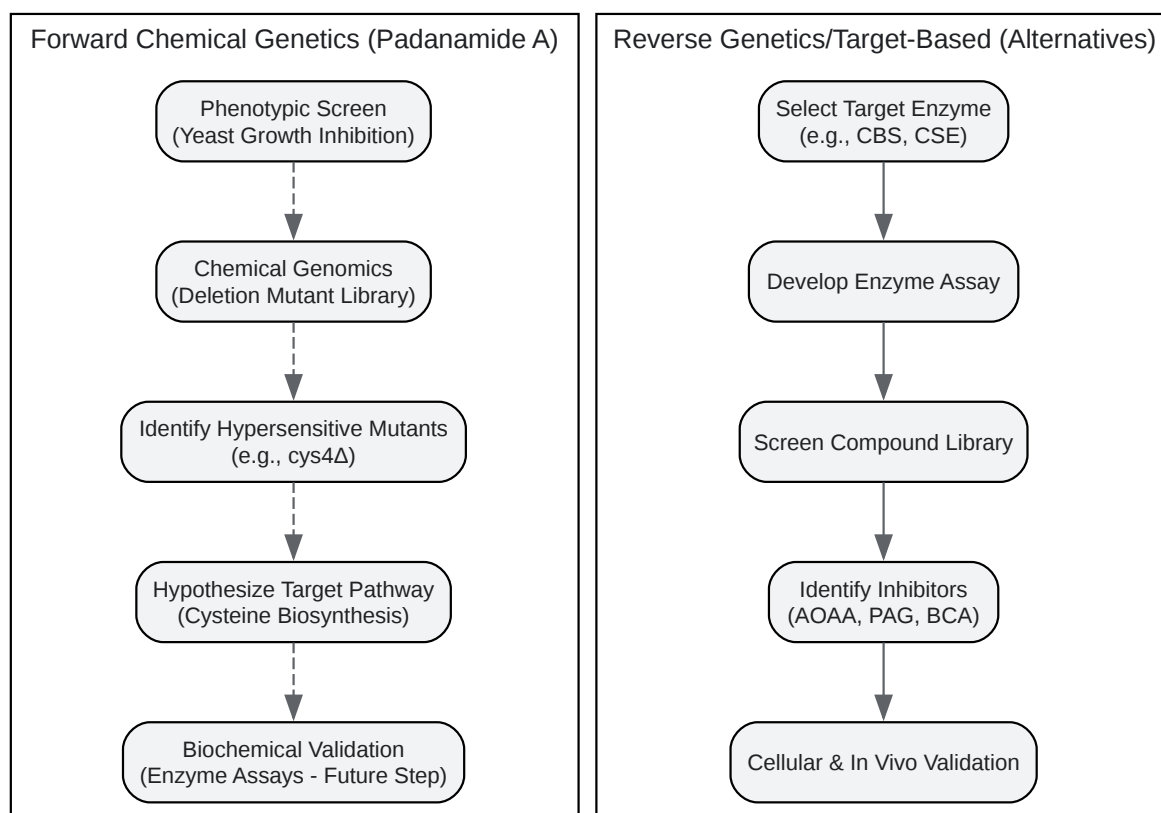 Forward Chemical Genetics (Padanamide A)
Phenotypic Screen
(Yeast Growth Inhibition)
Chemical Genomics
(Deletion Mutant Library)
Identify Hypersensitive Mutants
(e.g., cys4Δ)
Hypothesize Target Pathway
(Cysteine Biosynthesis)
Biochemical Validation
(Enzyme Assays - Future Step)
Reverse Genetics/Target-Based (Alternatives)
Select Target Enzyme
(e.g., CBS, CSE)
Develop Enzyme Assay
Screen Compound Library
Identify Inhibitors
(AOAA, PAG, BCA)
Cellular & In Vivo Validation